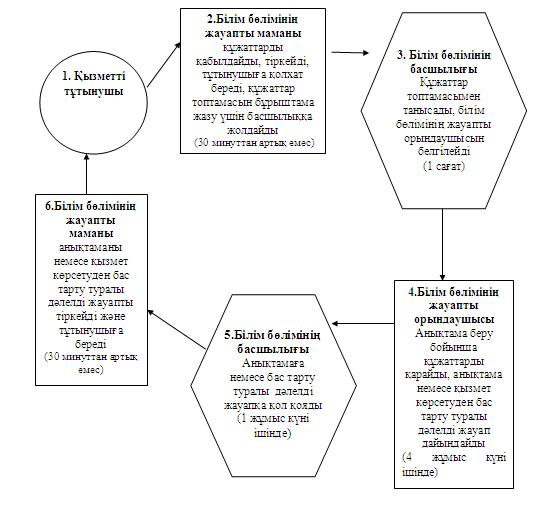 1. Қызметті
тұтынушы
2.Білім бөлімінің
жауапты маманы
құжаттарды
қабылдайды, тіркейді,
тұтынушыға қолхат
береді, құжаттар
топтамасын бұрыштама
жазу үшін басшылыққа
жолдайды
(30 минуттан артық емес)
3. Білім бөлімінің
басшылығы
Құжаттар
топтамасымен
танысады, білім
бөлімінің жауапты
орындаушысын
белгілейді
(1 сағат)
4.Білім бөлімінің
жауапты
орындаушысы
Анықтама беру
бойынша
құжаттарды
қарайды, анықтама
немесе қызмет
көрсетуден бас
тарту туралы
дәлелді жауап
дайындайды
(4 жұмыс күні
ішінде)
5.Білім бөлімінің
басшылығы
Анықтамаға
немесе бас тарту
туралы дәлелді
жауапқа қол қояды
(1 жұмыс күні
ішінде)
6.Білім бөлімінің
жауапты
маманы
анықтаманы
немесе қызмет
көрсетуден бас
тарту туралы
дәлелді жауапты
тіркейді және
тұтынушыға
береді
(30 минуттан артық
емес)